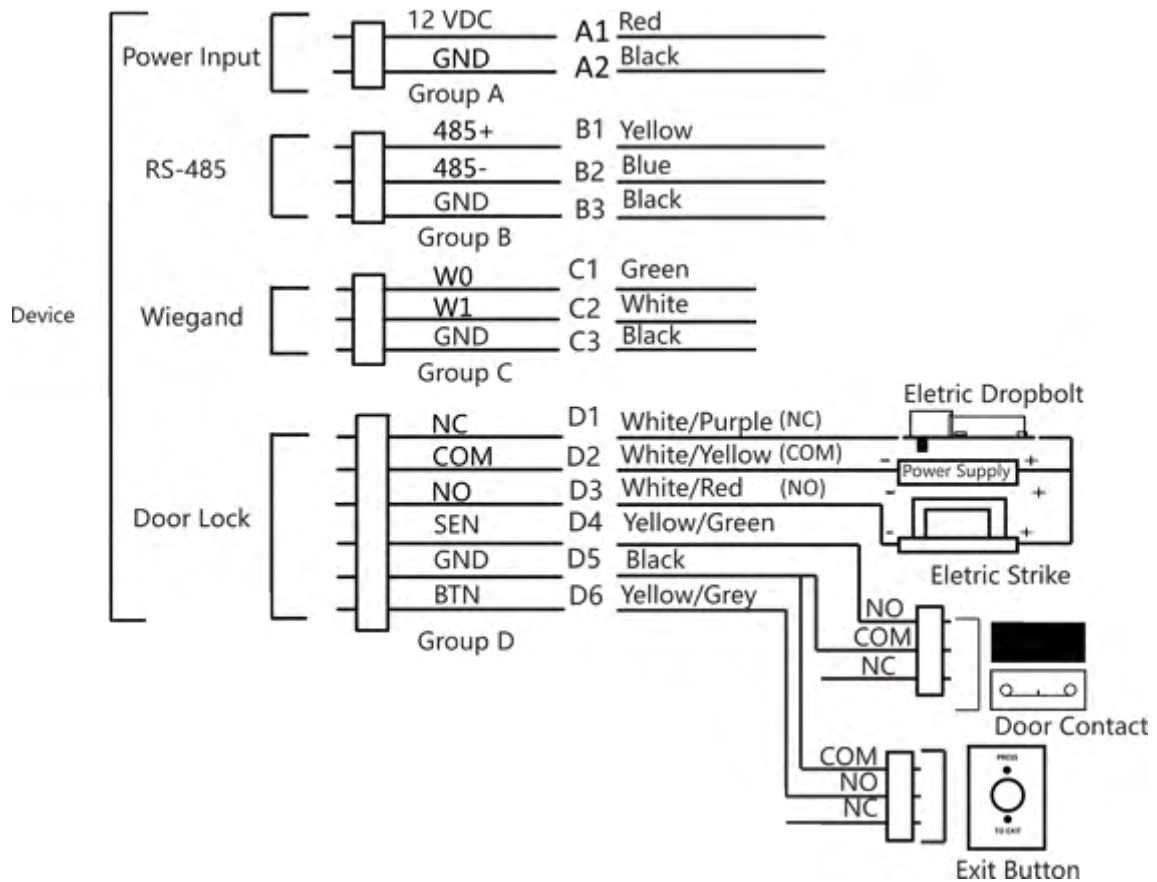 12 VDC A1 Red
Power Input
GND A2 Black
Group A
485+ B1 Yellow
RS-485
485- B2 Blue
GND B3 Black
Group B
W0 C1 Green
Device
Wiegand
W1 C2 White
GND C3 Black
Group C
Eletric Dropbolt
NC D1 White/Purple (NC)
COM D2 White/Yellow (COM) - +
Power Supply
NO D3 White/Red (NO) - +
Door Lock
SEN D4 Yellow/Green - +
GND D5 Black
Eletric Strike
BTN D6 Yellow/Grey
Group D
NO
COM
NC
Door Contact
COM
NO
NC
PRESS
TO EXIT
Exit Button